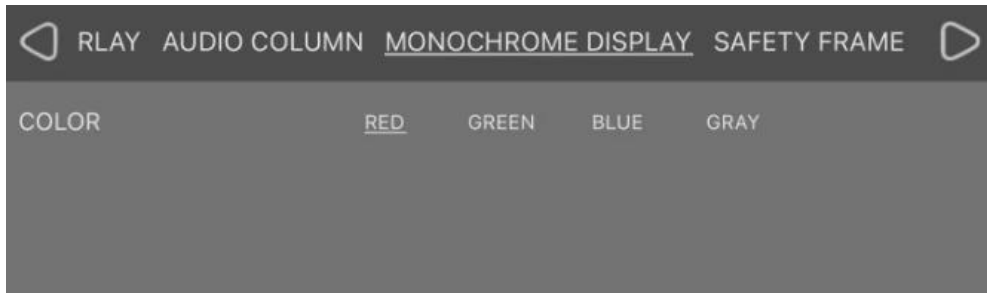 RLAY AUDIO COLUMN MONOCHROME DISPLAY SAFETY FRAME
COLOR RED GREEN BLUE GRAY